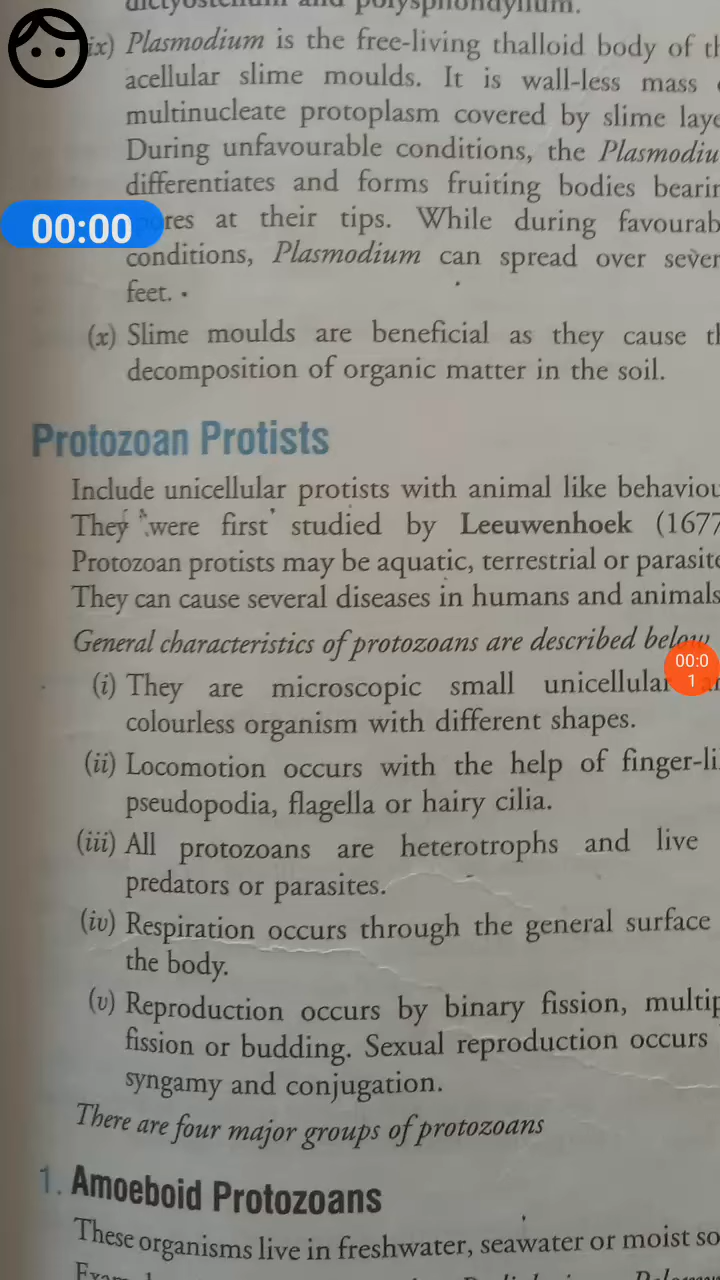 dictyostelium and polysphondylium.
ix) Plasmodium is the free-living thalloid body of
acellular slime moulds. It is wall-less mass
multinucleate protoplasm covered by slime
During unfavourable conditions, the
differentiates and forms fruiting bodies
at their tips. While during
00:00
conditions, Plasmodium can spread over
feet.
(x) Slime moulds are beneficial as they cause
decomposition of organic matter in the soil.
Protozoan Protists
Include unicellular protists with animal like
They were first studied by Leeuwenhoek (1677
Protozoan protists may be aquatic, terrestrial or
They can cause several diseases in humans and animals
General characteristics of protozoans are described below
00:01
(i) They are microscopic small unicellular
colourless organism with different shapes.
(ii) Locomotion occurs with the help of
pseudopodia, flagella or hairy cilia.
(iii) All protozoans are heterotrophs and live
predators or parasites.
(iv) Respiration occurs through the general surface
the body.
(v) Reproduction occurs by binary fission,
fission or budding. Sexual reproduction occurs
syngamy and conjugation.
There are four major groups of protozoans
1. Amoeboid Protozoans
These organisms live in freshwater, seawater or moist